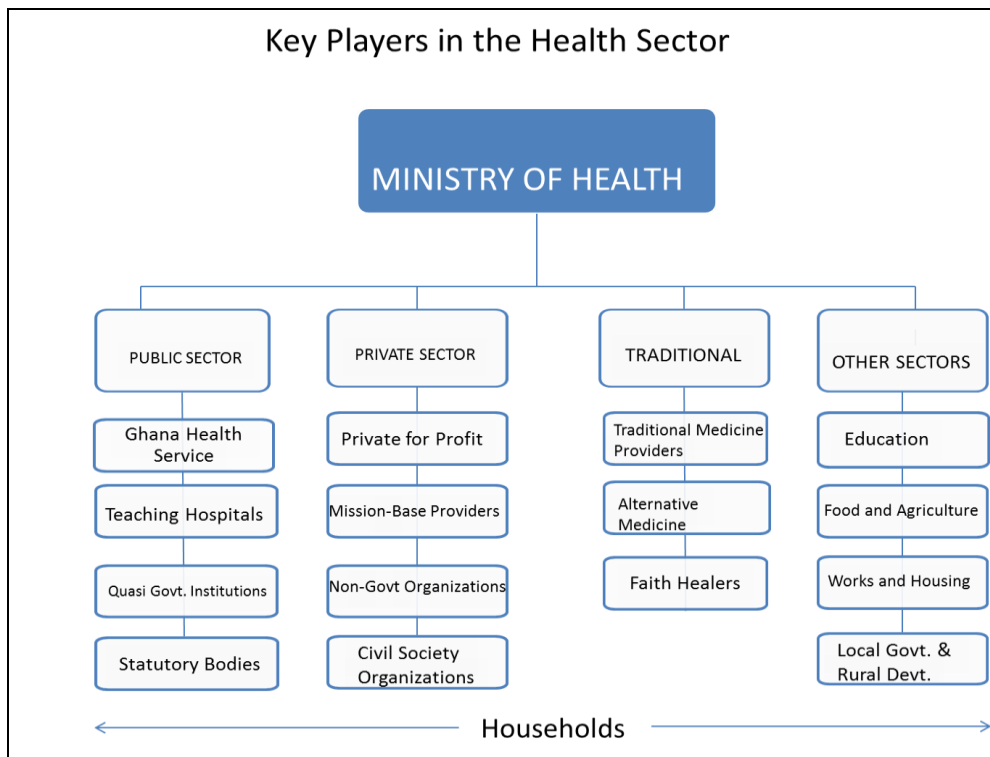 Key Players in the Health Sector
MINISTRY OF HEALTH
PUBLIC SECTOR
Ghana Health
Service
Teaching Hospitals
Quasi Govt. Institutions
Statutory Bodies
PRIVATE SECTOR
Private for Profit
Mission-Base Providers
Non-Govt Organizations
Civil Society
Organizations
TRADITIONAL
Traditional Medicine
Providers
Alternative
Medicine
Faith Healers
OTHER SECTORS
Education
Food and Agriculture
Works and Housing
Local Govt. &
Rural Devt.
Households